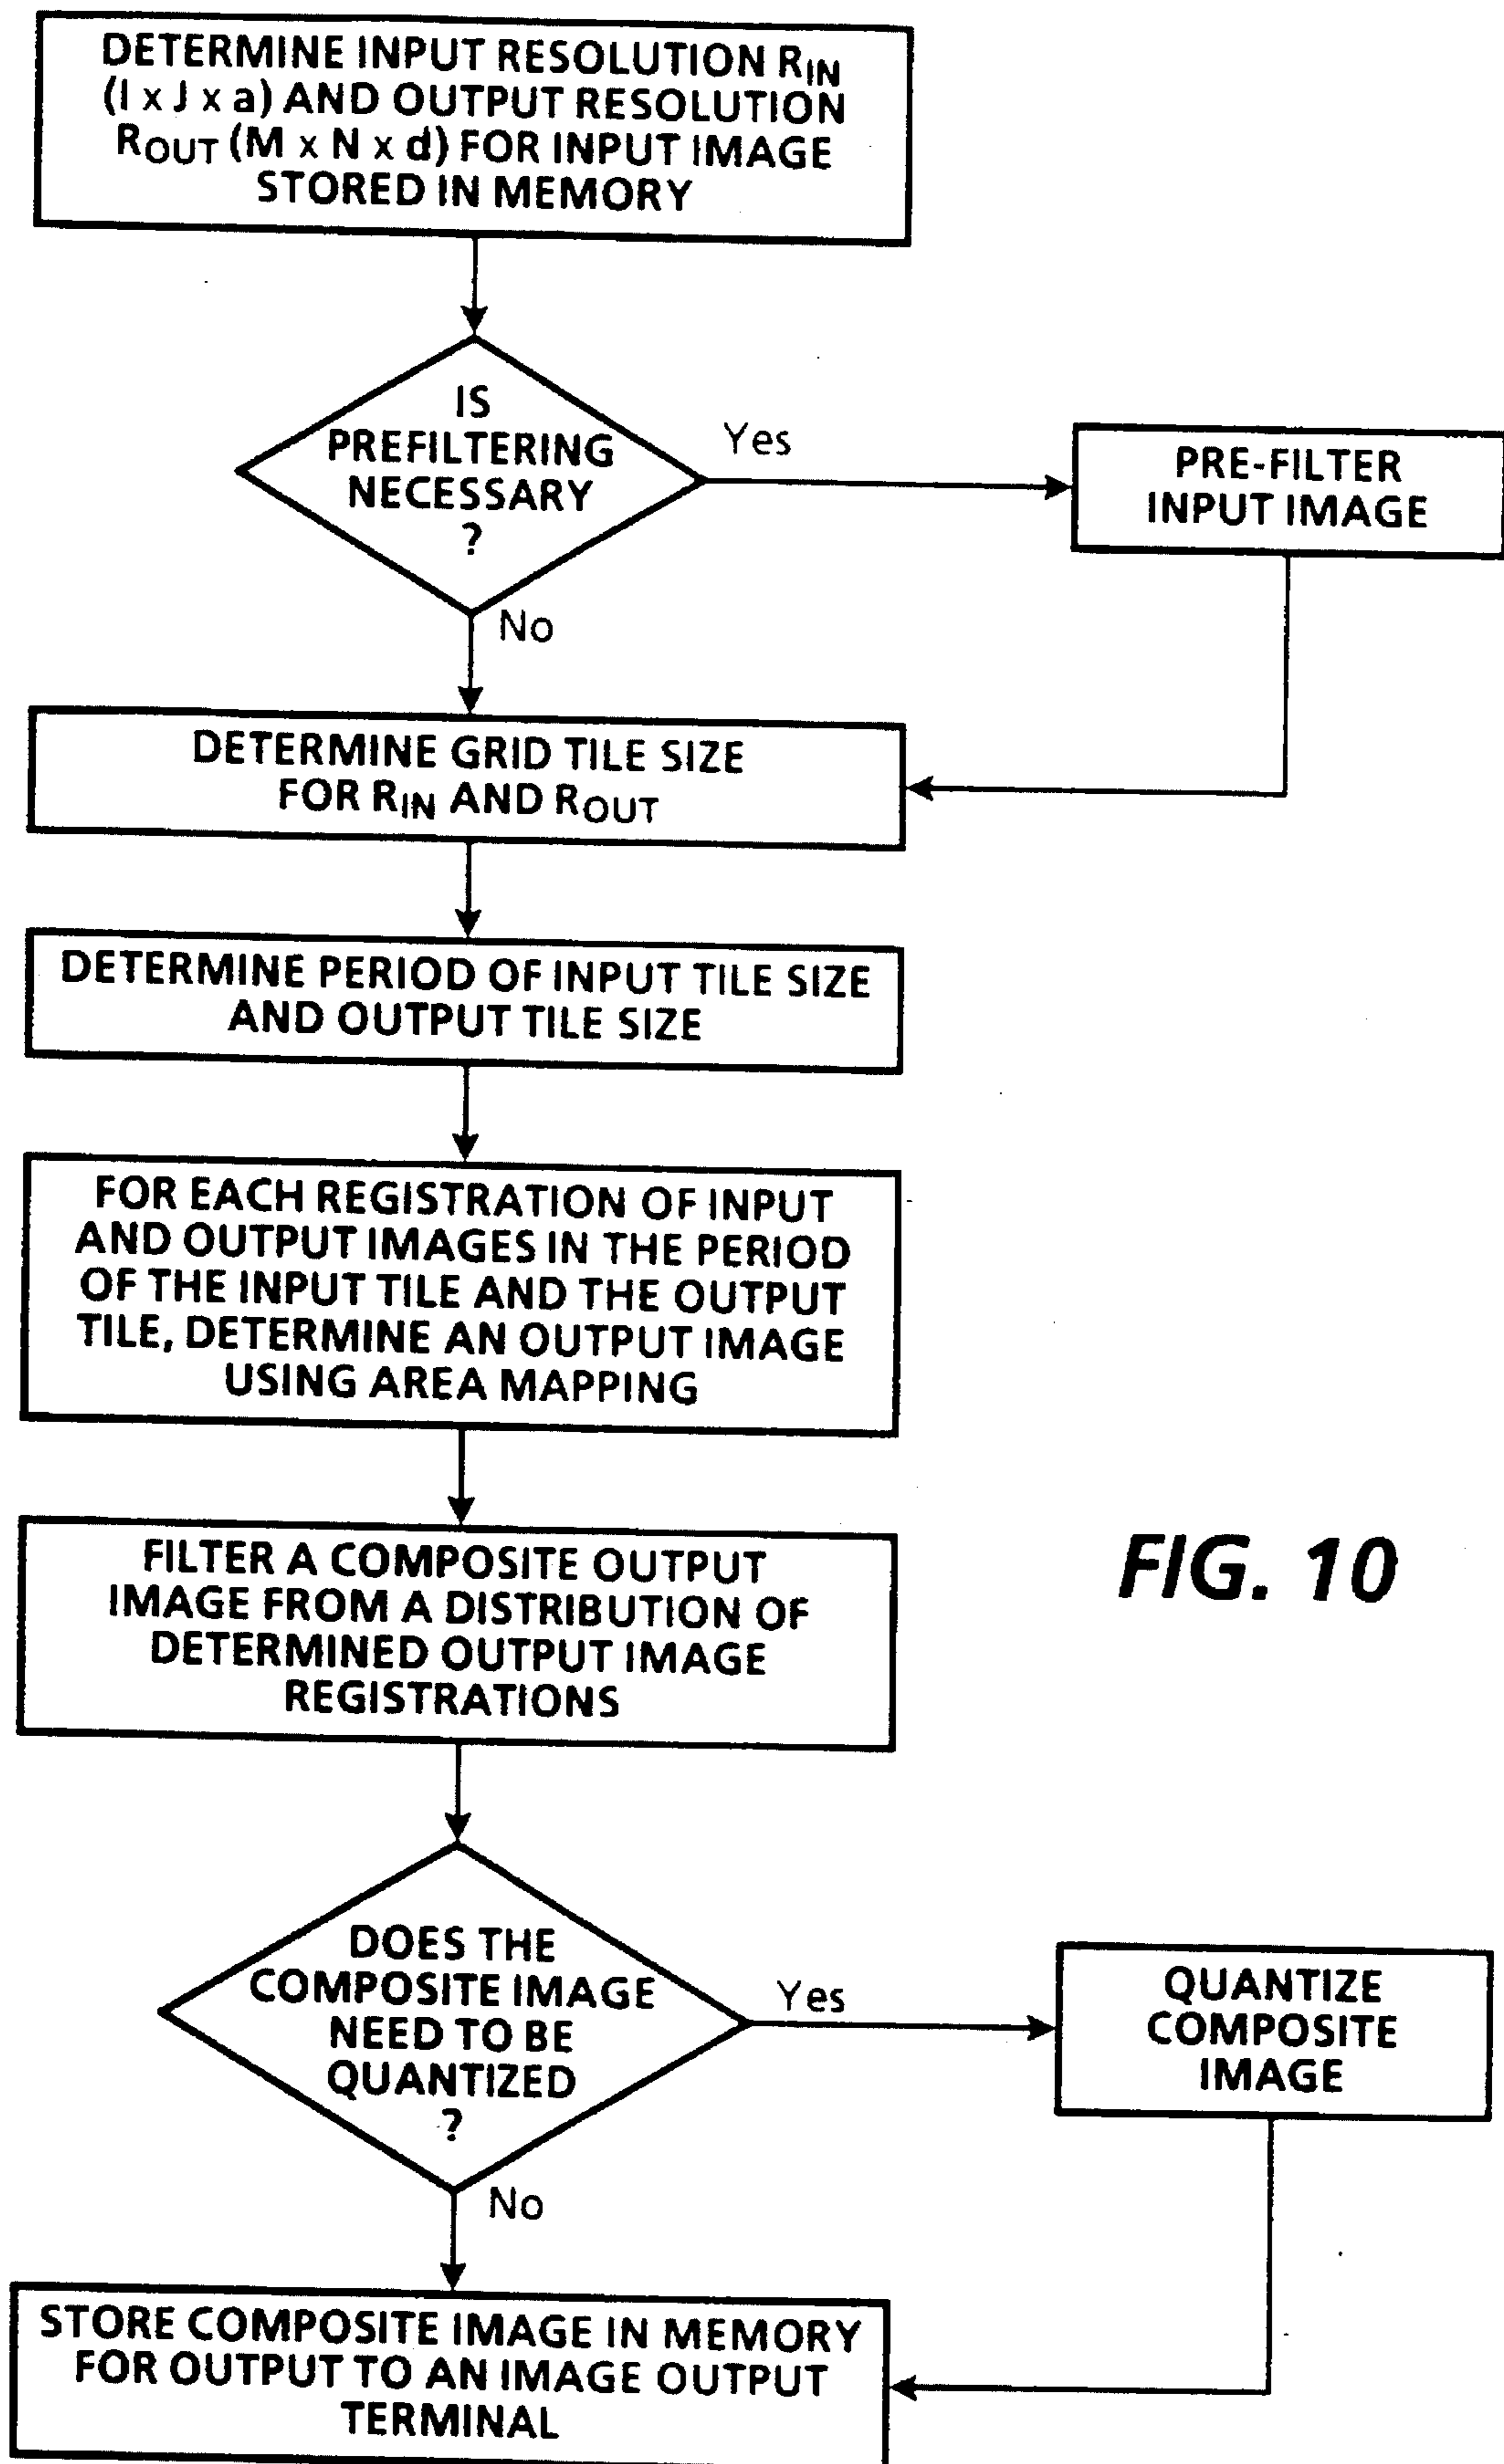 DETERMINE INPUT RESOLUTION RIN
(I x J x a) AND OUTPUT RESOLUTION
ROUT (M x N x d) FOR INPUT IMAGE
STORED IN MEMORY
IS
PREFILTERING
NECESSARY
?
Yes
PRE-FILTER
INPUT IMAGE
No
DETERMINE GRID TILE SIZE
FOR RIN AND ROUT
DETERMINE PERIOD OF INPUT TILE SIZE
AND OUTPUT TILE SIZE
FOR EACH REGISTRATION OF INPUT
AND OUTPUT IMAGES IN THE PERIOD
OF THE INPUT TILE AND THE OUTPUT
TILE, DETERMINE AN OUTPUT IMAGE
USING AREA MAPPING
FILTER A COMPOSITE OUTPUT
IMAGE FROM A DISTRIBUTION OF
DETERMINED OUTPUT IMAGE
REGISTRATIONS
FIG. 10
DOES THE
COMPOSITE IMAGE
NEED TO BE
QUANTIZED
?
Yes
QUANTIZE
COMPOSITE
IMAGE
No
STORE COMPOSITE IMAGE IN MEMORY
FOR OUTPUT TO AN IMAGE OUTPUT
TERMINAL